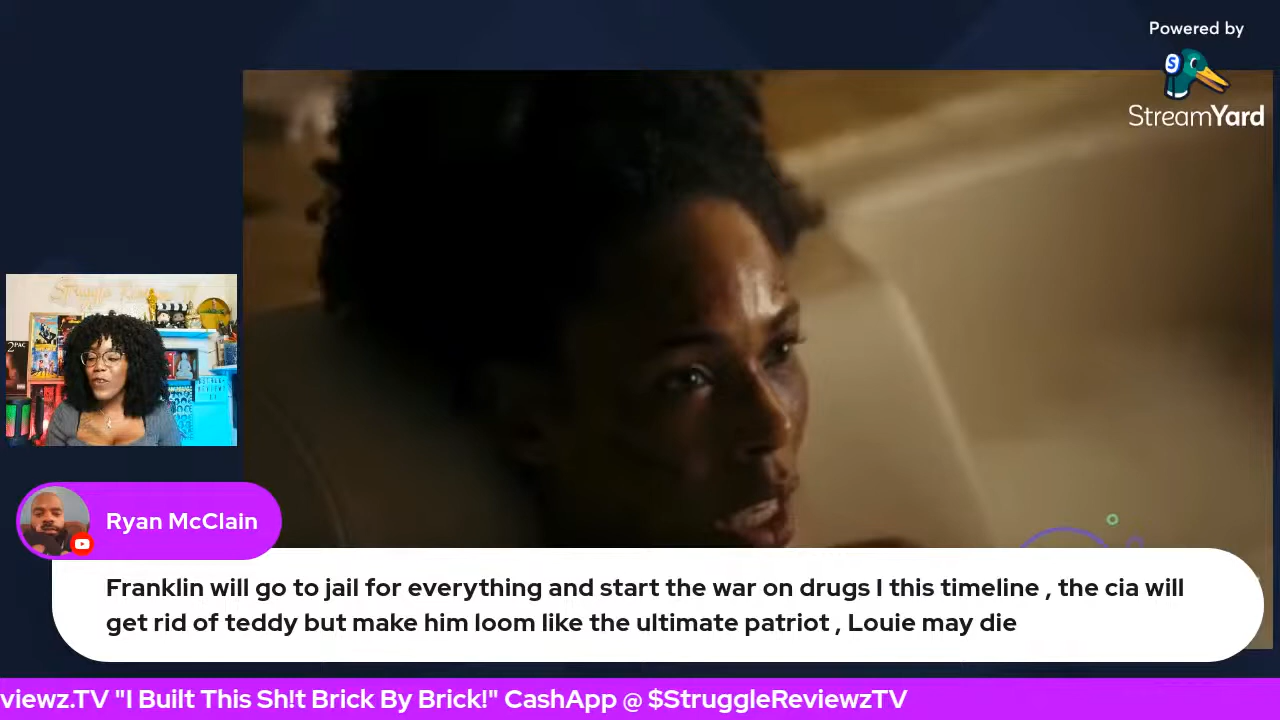 Powered by
StreamYard
2PAC
Ryan McClain
Franklin will go to jail for everything and start the war on drugs I this timeline , the cia will
get rid of teddy but make him loom like the ultimate patriot , Louie may die
viewz.TV "I Built This Sh!t Brick By Brick!" CashApp @ $StruggleReviewzTV